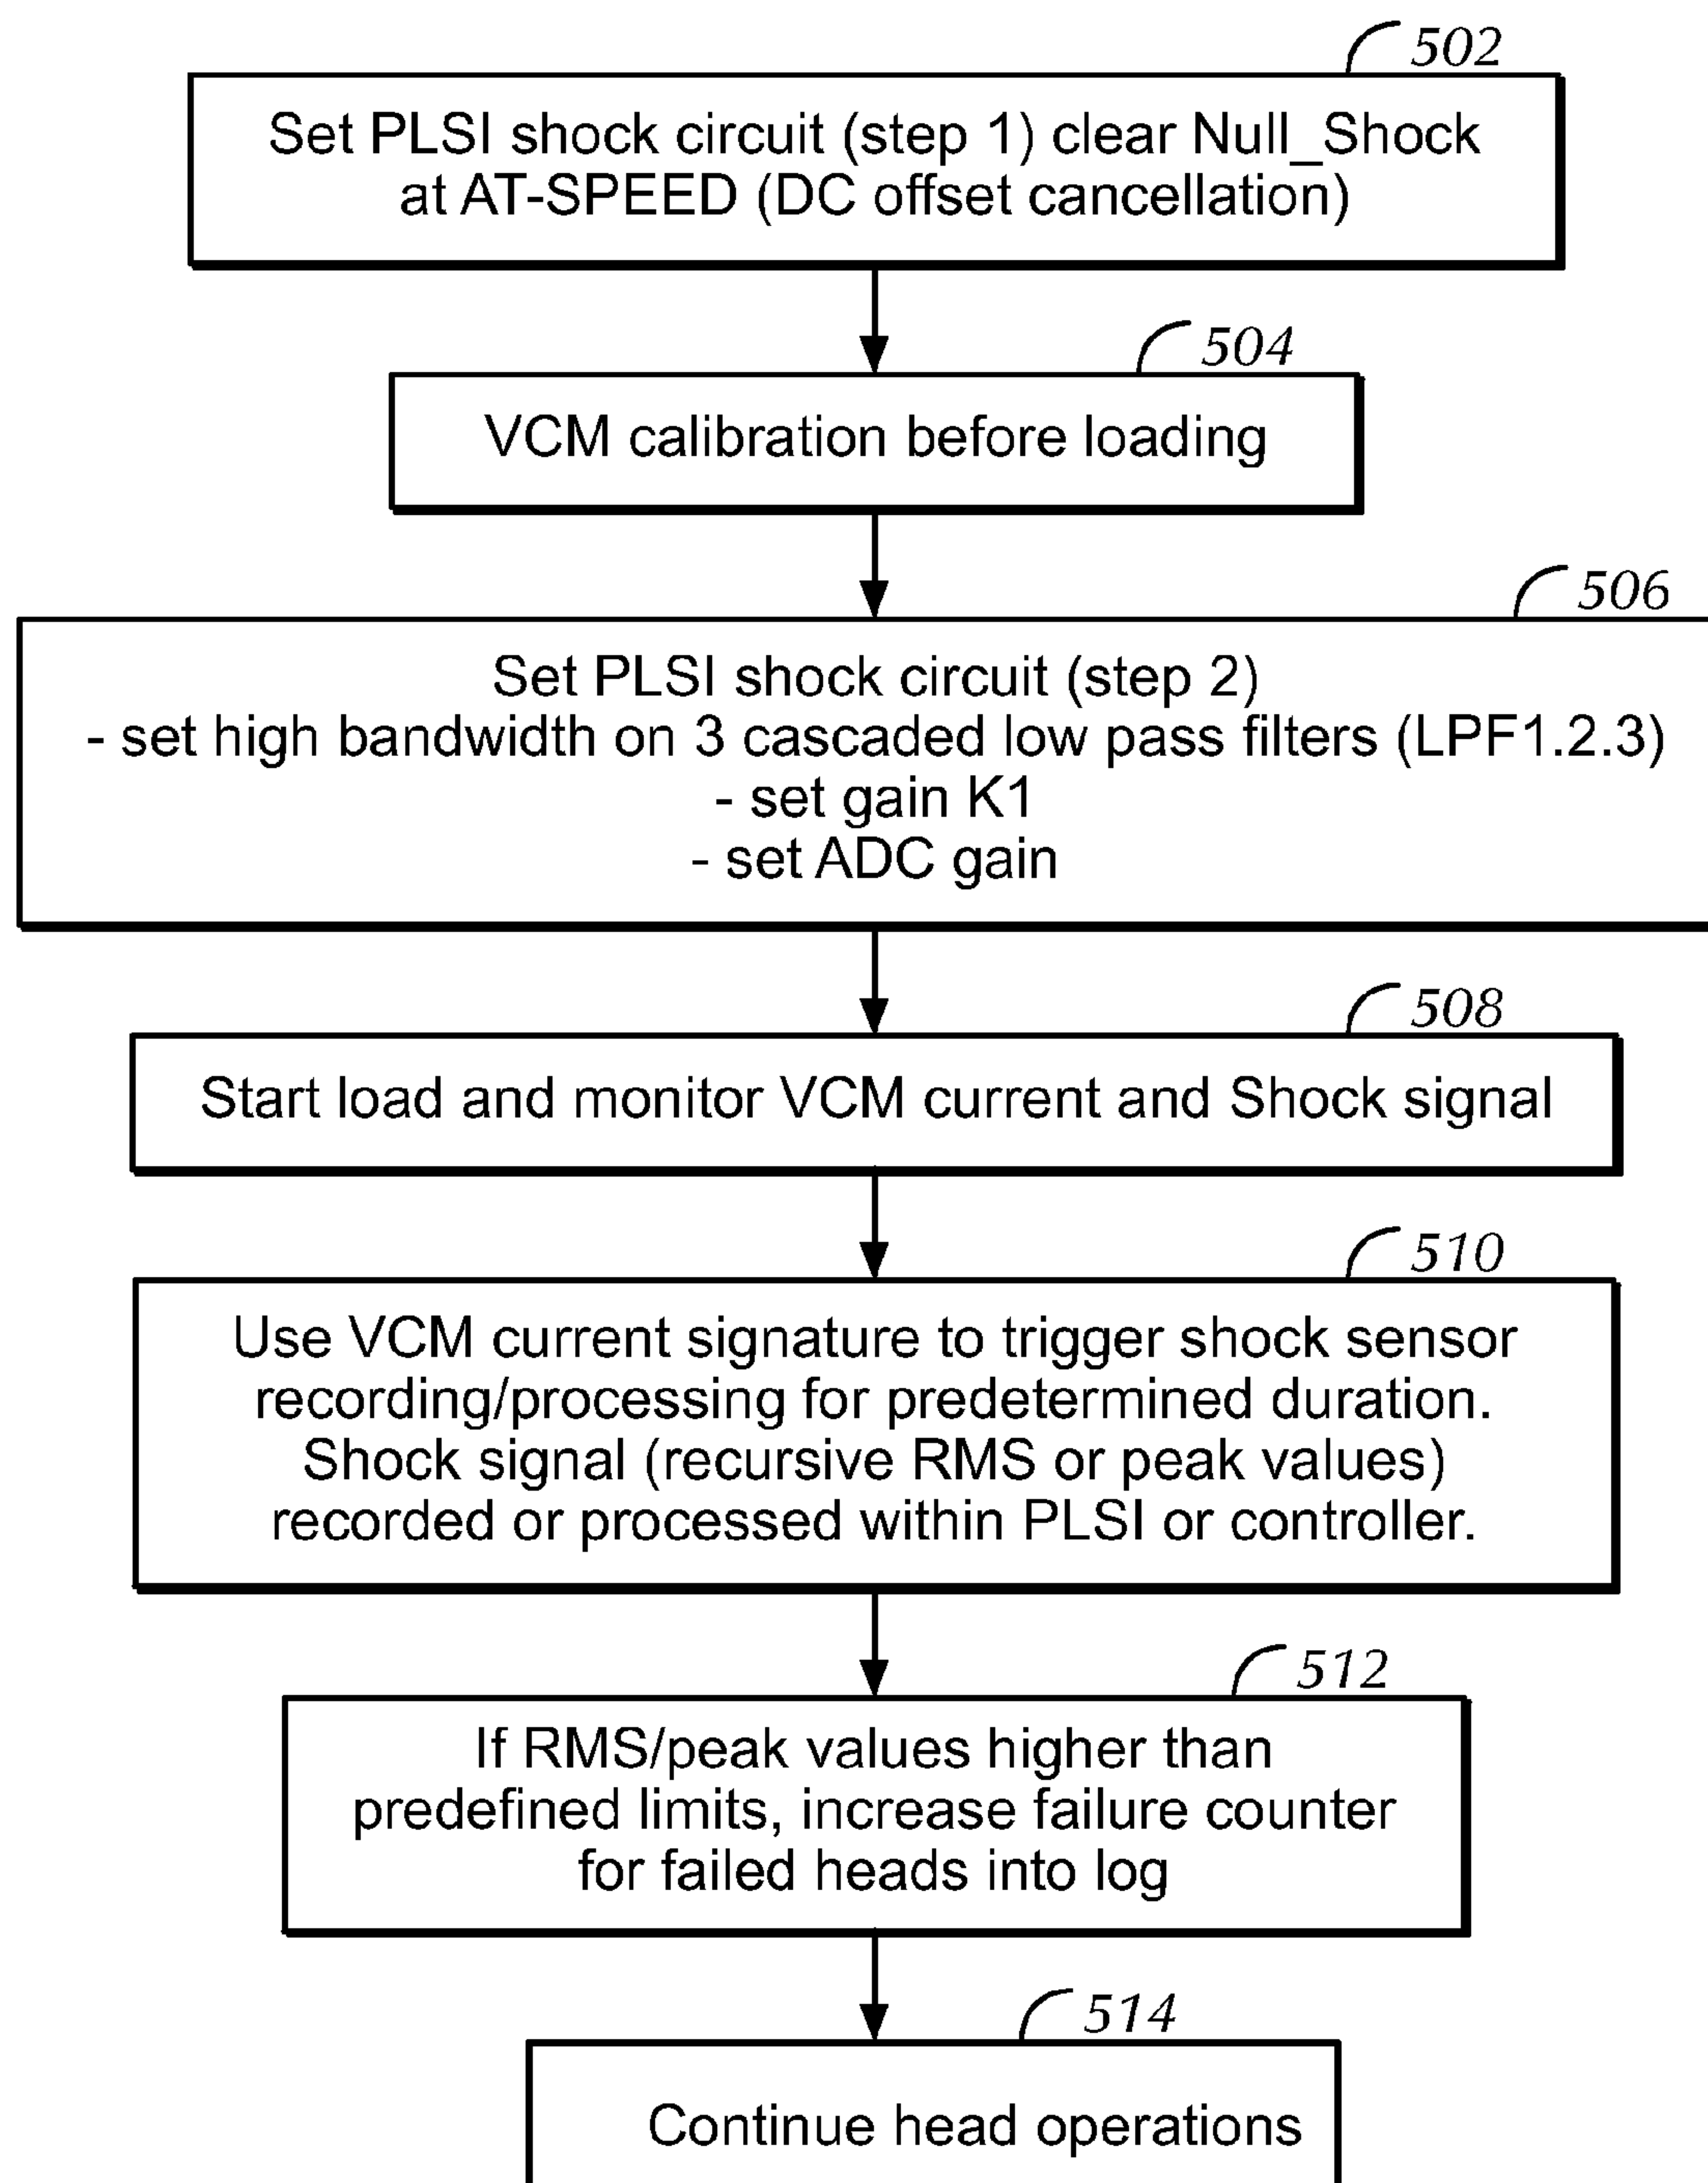 502
Set PLSI shock circuit (step 1) clear Null_Shock
at AT-SPEED (DC offset cancellation)
504
VCM calibration before loading
506
Set PLSI shock circuit (step 2)
- set high bandwidth on 3 cascaded low pass filters (LPF1.2.3)
- set gain K1
- set ADC gain
508
Start load and monitor VCM current and Shock signal
510
Use VCM current signature to trigger shock sensor
recording/processing for predetermined duration.
Shock signal (recursive RMS or peak values)
recorded or processed within PLSI or controller.
512
If RMS/peak values higher than
predefined limits, increase failure counter
for failed heads into log
514
Continue head operations